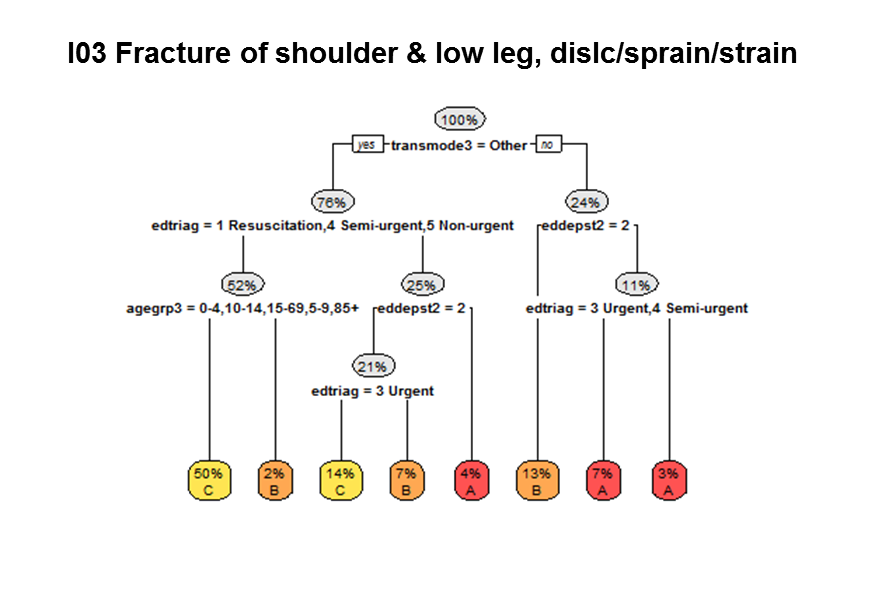 I03 Fracture of shoulder & low leg, dislc/sprain/strain
100%
yes transmode3 = Other no
76% 24%
edtriag = 1 Resuscitation,4 Semi-urgent,5 Non-urgent eddepst2 = 2
52% 25% 11%
agegrp3 = 0-4,10-14,15-69,5-9,85+ eddepst2 = 2 edtriag = 3 Urgent,4 Semi-urgent
21%
edtriag = 3 Urgent
50% 2% 14% 7% 4% 13% 7% 3%
C B C B A B A A